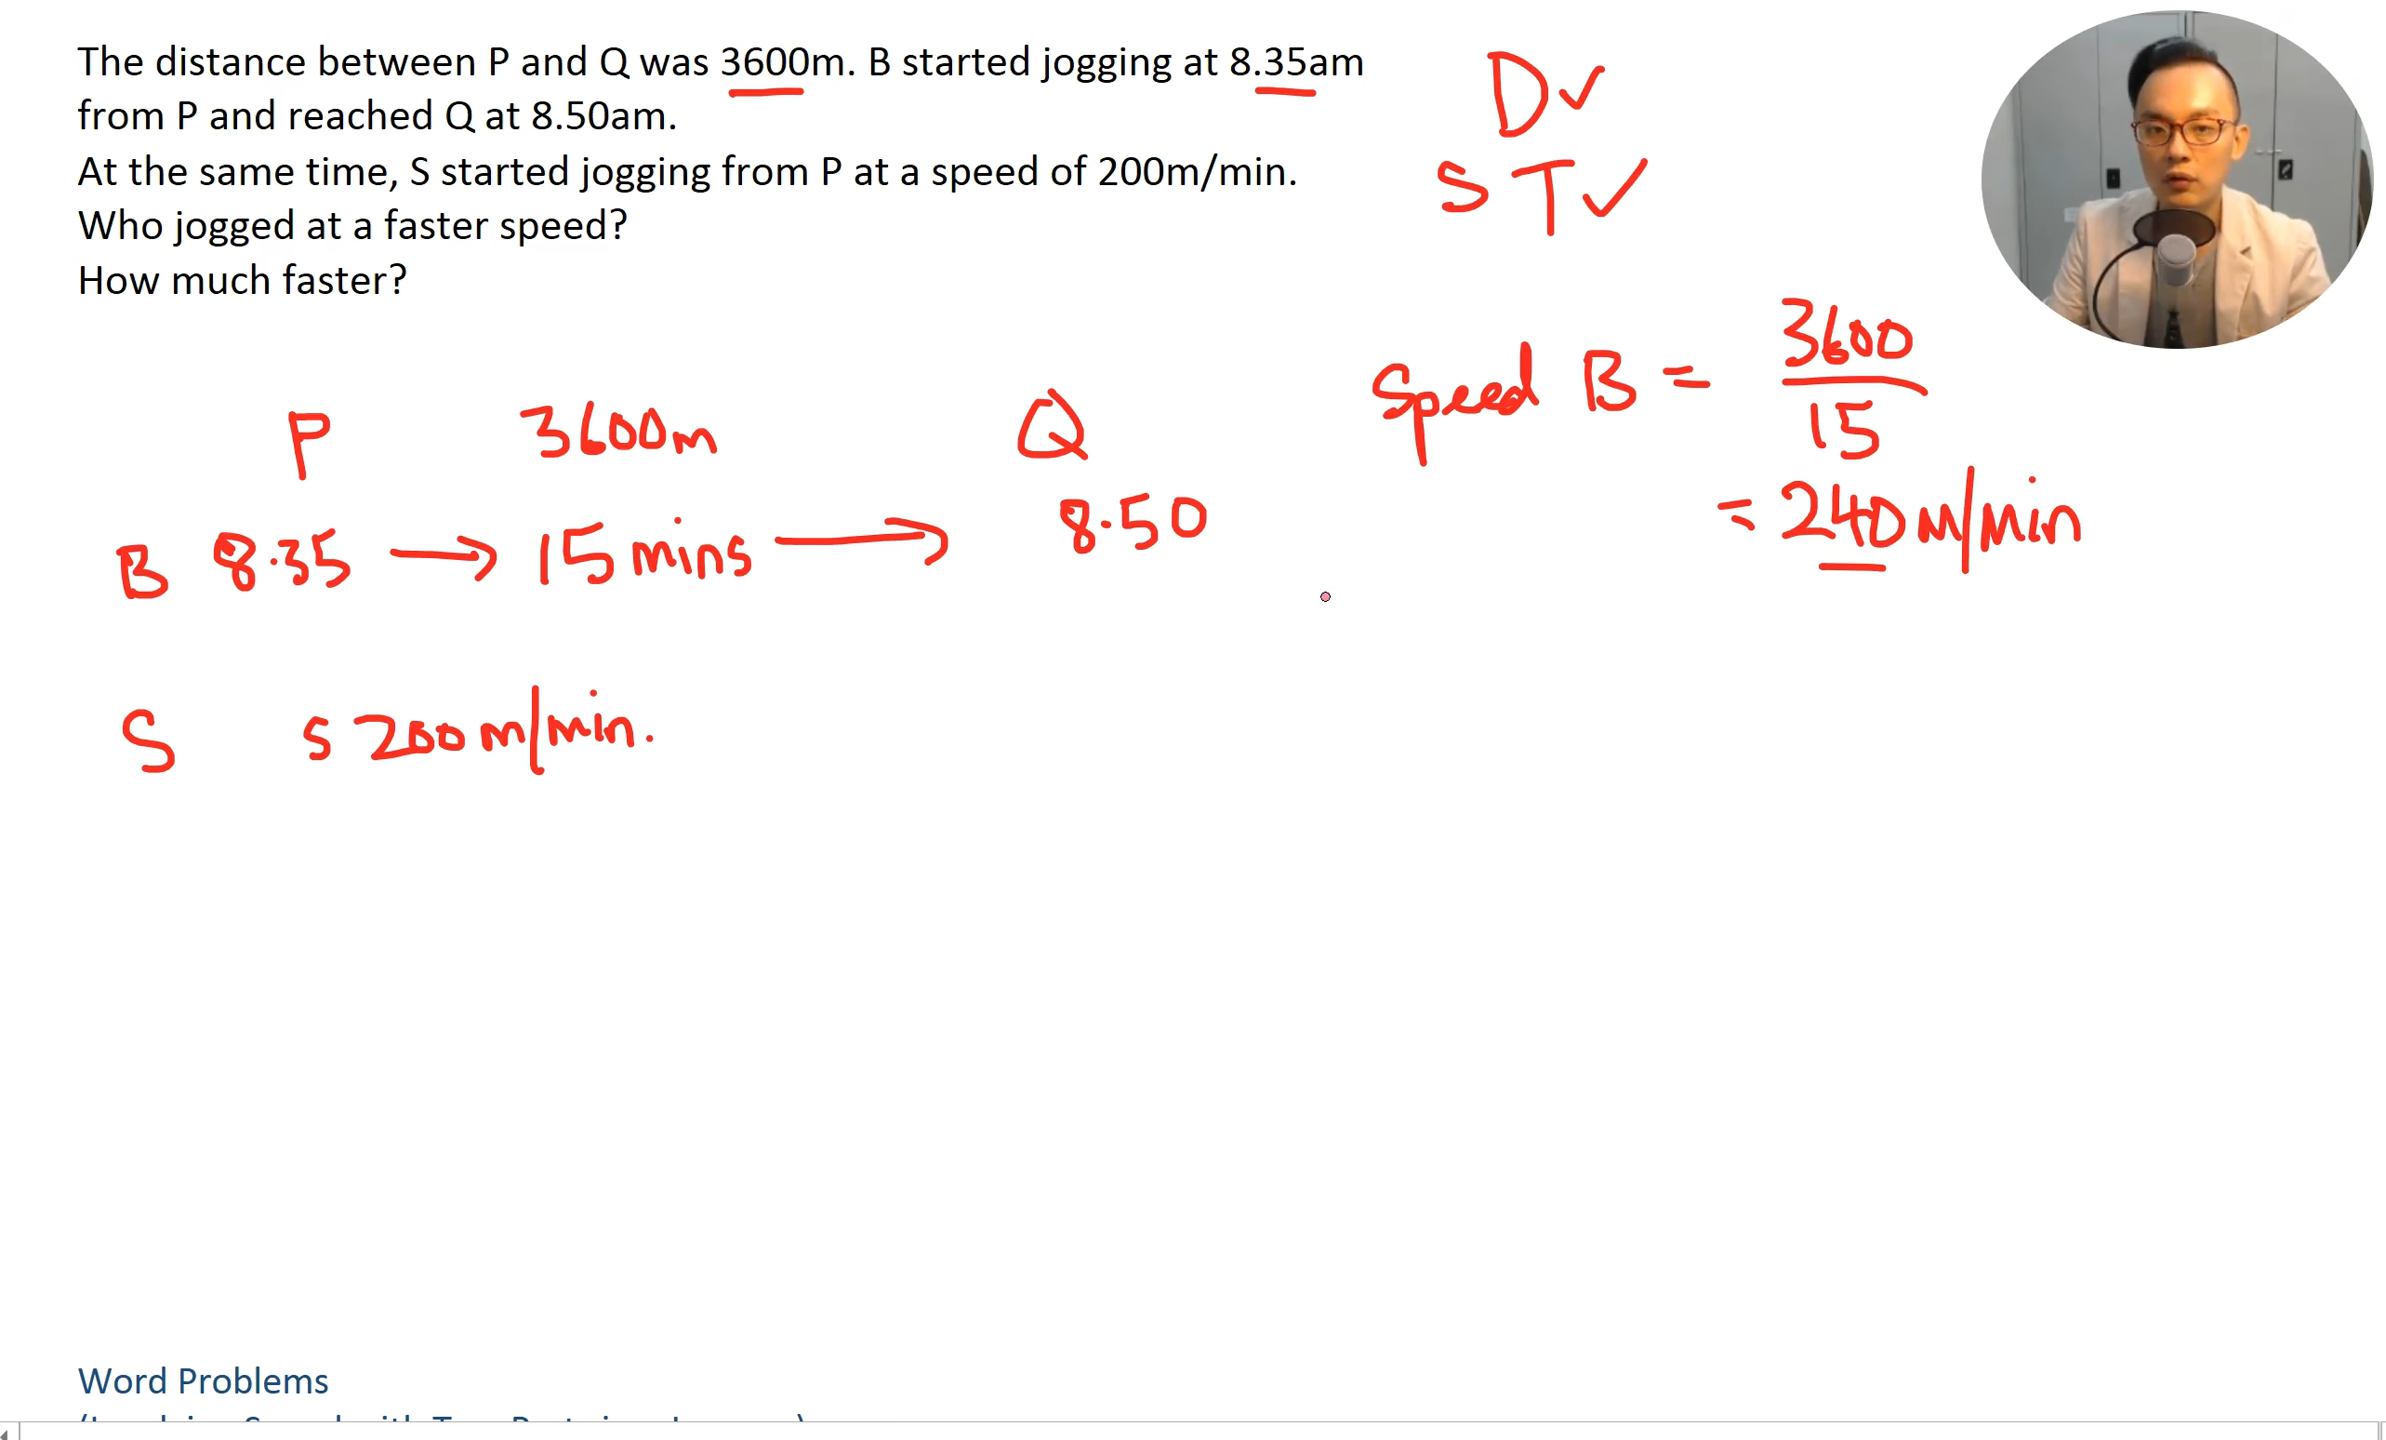 The distance between P and Q was 3600m. B started jogging at 8.35am
from P and reached Q at 8.50am.
At the same time, S started jogging from P at a speed of 200m/min.
Who jogged at a faster speed?
How much faster?
D✓
S T✓
Speed B = 3600
15
= 240 m/min
P 3600m Q
B 8.35 → 15 mins → 8.50
S S 200 m/min.
Word Problems